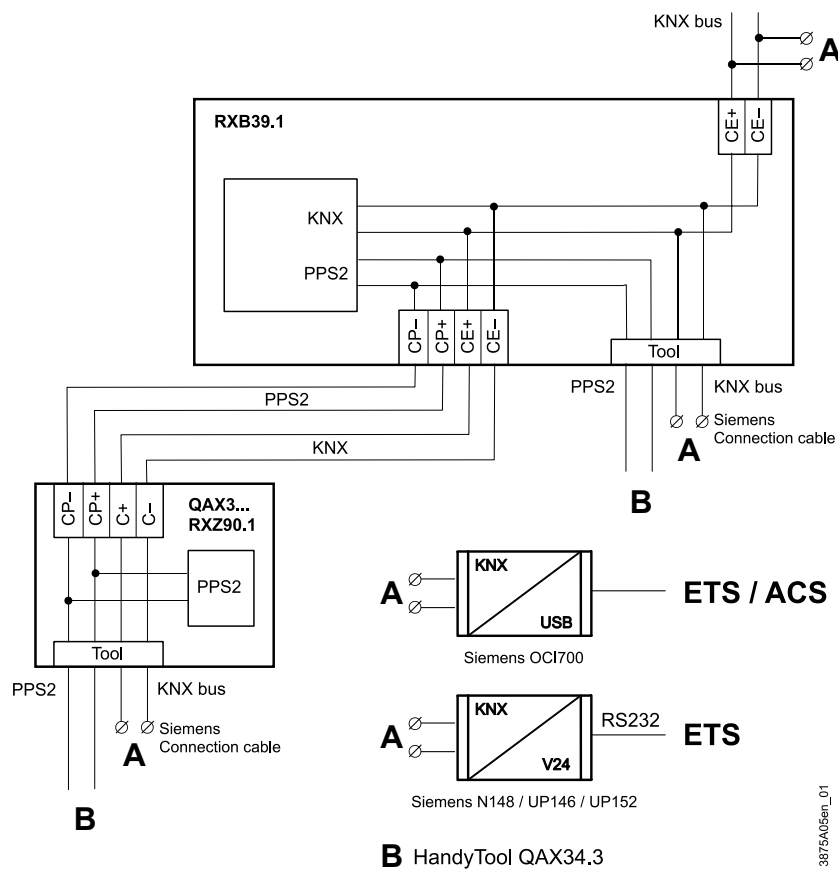 KNX bus
A
RXB39.1
CE+
CE–
KNX
PPS2
CP–
CP+
CE+
CE–
Tool
PPS2
KNX bus
Siemens
Connection cable
A
B
PPS2
KNX
CP–
CP+
C+
C–
QAX3...
RXZ90.1
PPS2
Tool
PPS2
KNX bus
Siemens
Connection cable
A
B
A
KNX
USB
ETS / ACS
Siemens OCI700
A
KNX
V24
RS232
ETS
Siemens N148 / UP146 / UP152
B HandyTool QAX34.3
3875A05en_01